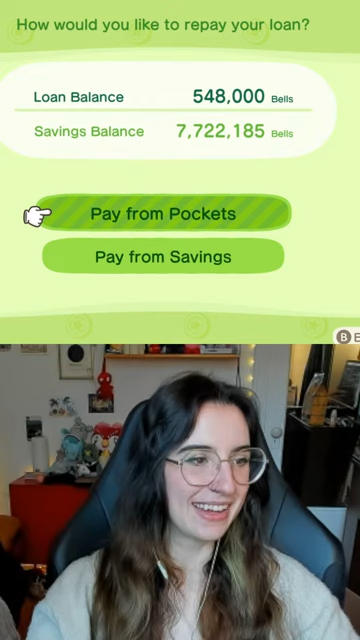 How would you like to repay your loan?
Loan Balance 548,000 Bells
Savings Balance 7,722,185 Bells
Pay from Pockets
Pay from Savings
B